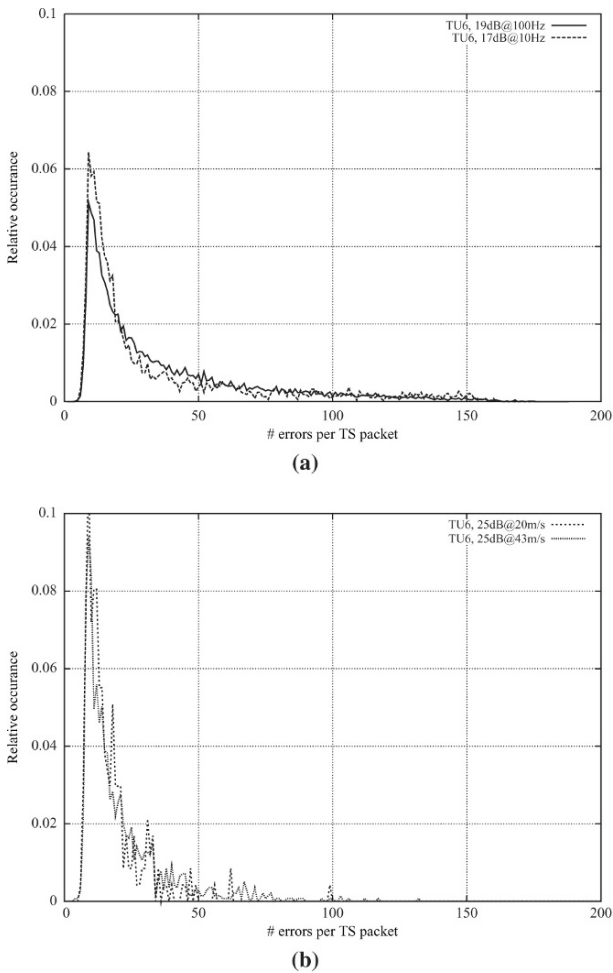 TU6, 19dB@100Hz
TU6, 17dB@10Hz
0.1
0.08
0.06
0.04
0.02
0
Relative occurance
0 50 100 150 200
# errors per TS packet
(a)
TU6, 25dB@20m/s
TU6, 25dB@43m/s
0.1
0.08
0.06
0.04
0.02
0
Relative occurance
0 50 100 150 200
# errors per TS packet
(b)